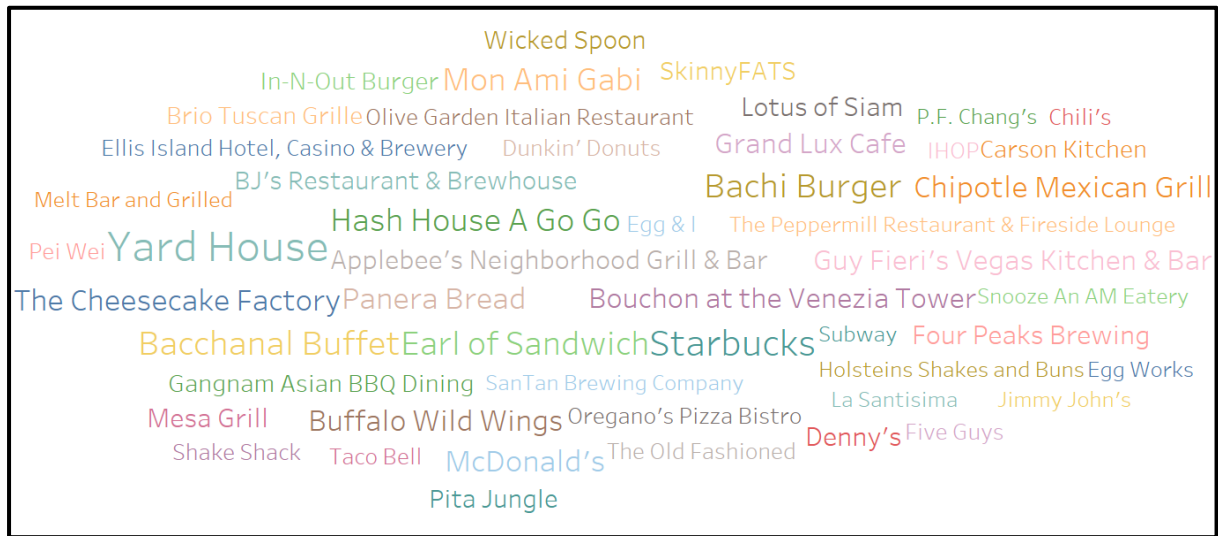 Wicked Spoon
In-N-Out Burger Mon Ami Gabi SkinnyFATS
Brio Tuscan Grille Olive Garden Italian Restaurant Lotus of Siam P.F. Chang's Chili's
Ellis Island Hotel, Casino & Brewery Dunkin' Donuts Grand Lux Cafe IHOP Carson Kitchen
BJ's Restaurant & Brewhouse Bachi Burger Chipotle Mexican Grill
Melt Bar and Grilled
Hash House A Go Go Egg & I The Peppermill Restaurant & Fireside Lounge
Pei Wei Yard House Applebee's Neighborhood Grill & Bar Guy Fieri's Vegas Kitchen & Bar
The Cheesecake Factory Panera Bread Bouchon at the Venezia Tower Snooze An AM Eatery
Bacchanal Buffet Earl of Sandwich Starbucks Subway Four Peaks Brewing
Gangnam Asian BBQ Dining SanTan Brewing Company Holsteins Shakes and Buns Egg Works
La Santisima Jimmy John's
Mesa Grill Buffalo Wild Wings Oregano's Pizza Bistro Denny's Five Guys
Shake Shack Taco Bell McDonald's The Old Fashioned
Pita Jungle